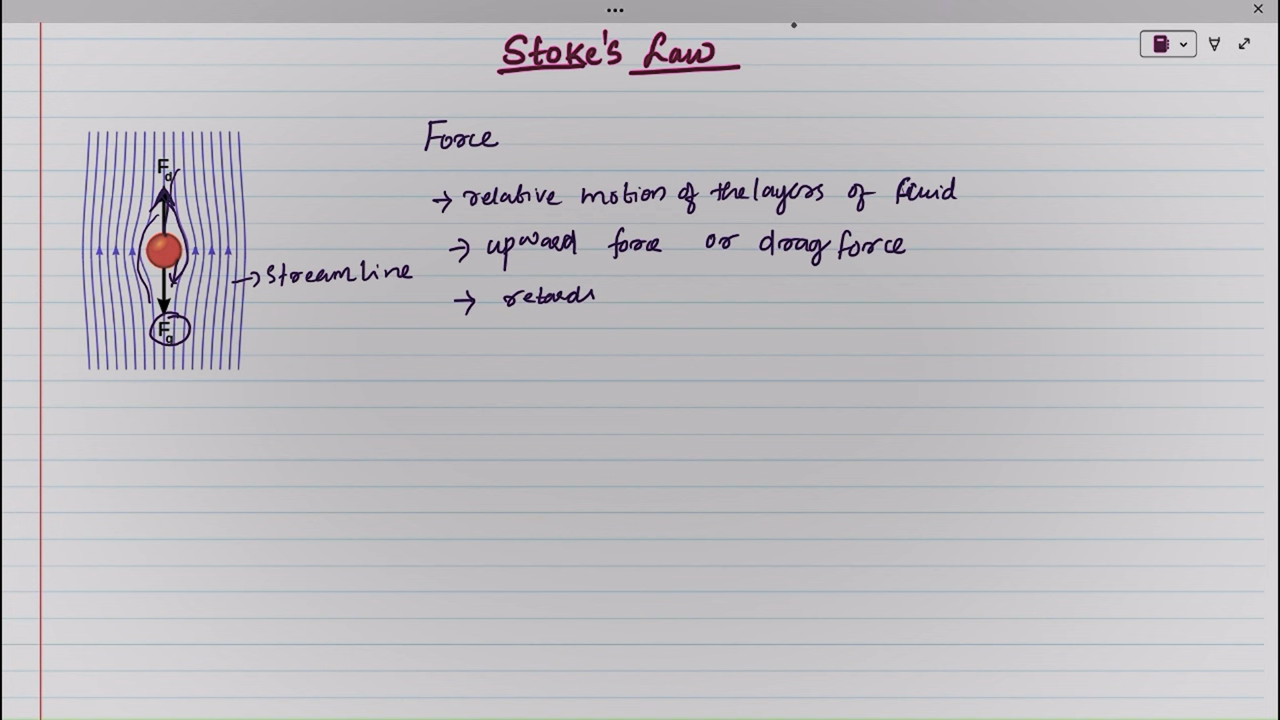 Stoke's Law
Force
→ relative motion of the layers of fluid
→ upward force or drag force
→ retards
Fd
→ Streamline
Fg